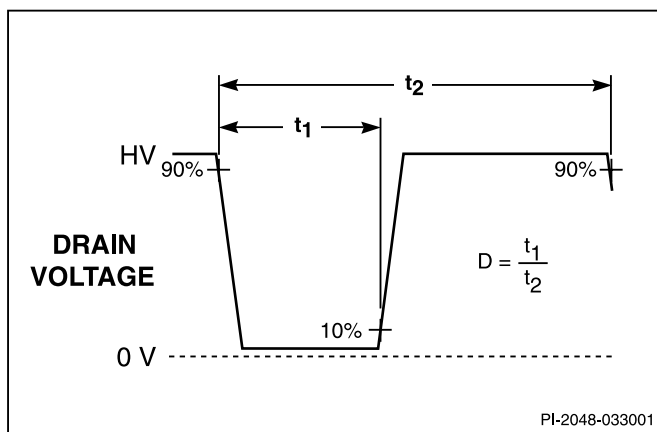 t2
t1
HV
90%
90%
DRAIN
VOLTAGE
D = t1
t2
10%
0 V
PI-2048-033001